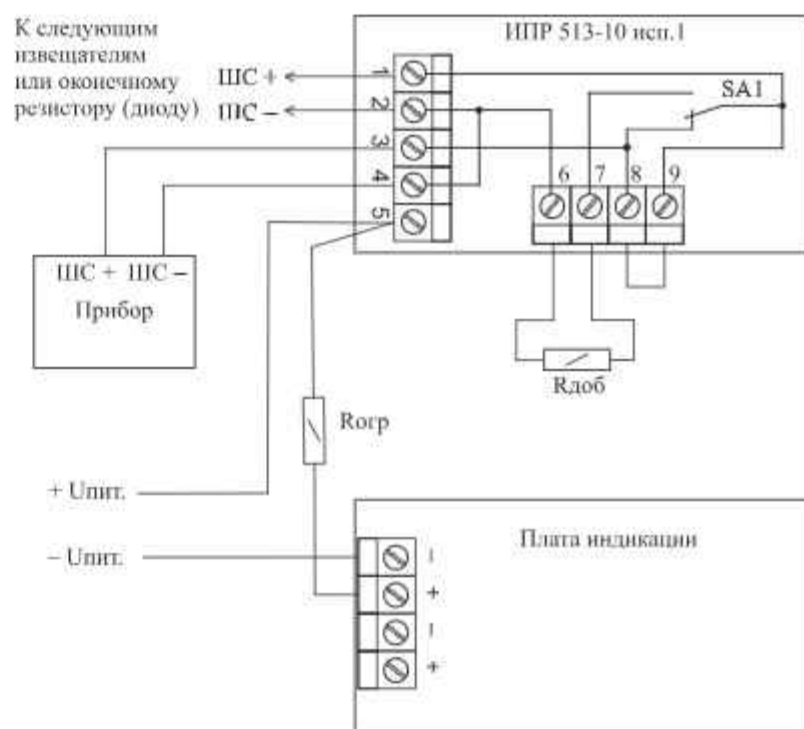 К следующим
извещателям
или оконечному
резистору (диоду)
ШС +
ШС –
ИПР 513-10 исп.1
1
2
3
4
5
SA1
6 7 8 9
ШС + ШС –
Прибор
Rдоб
Rогр
+ Uпит.
– Uпит.
Плата индикации
–
+
–
+